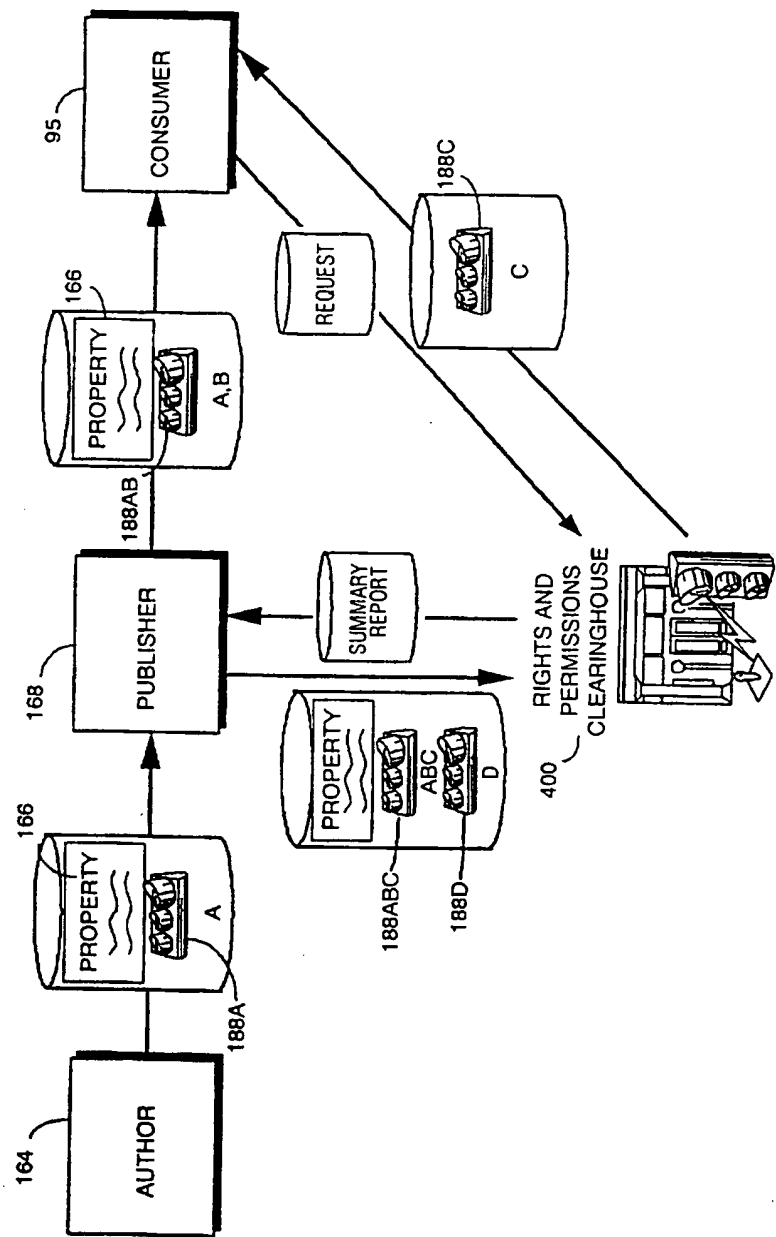 164
AUTHOR
166
PROPERTY
A
188A
168
PUBLISHER
188AB
PROPERTY
166
A,B
95
CONSUMER
PROPERTY
188ABC
ABC
188D
D
SUMMARY
REPORT
REQUEST
188C
C
400
RIGHTS AND
PERMISSIONS
CLEARINGHOUSE